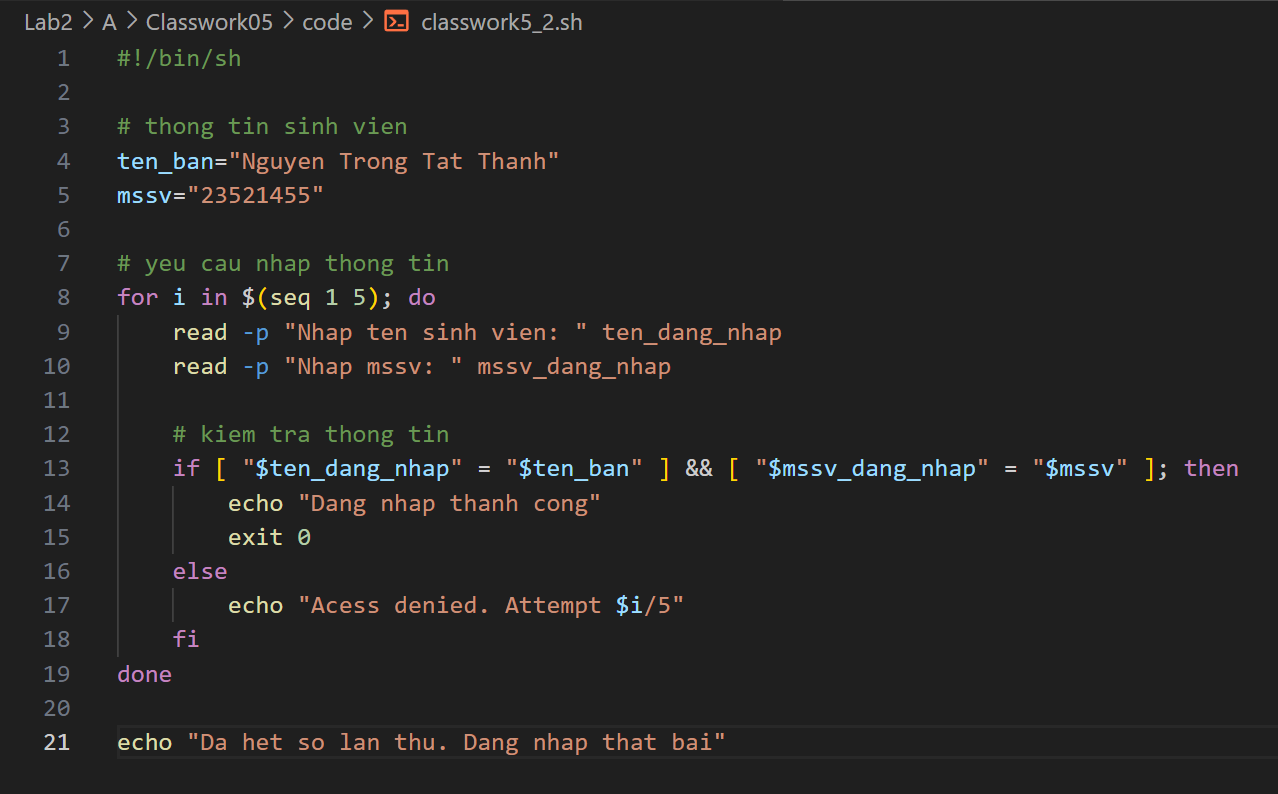 Lab2 > A > Classwork05 > code > classwork5_2.sh
1 #!/bin/sh
2
3 # thong tin sinh vien
4 ten_ban="Nguyen Trong Tat Thanh"
5 mssv="23521455"
6
7 # yeu cau nhap thong tin
8 for i in $(seq 1 5); do
9     read -p "Nhap ten sinh vien: " ten_dang_nhap
10     read -p "Nhap mssv: " mssv_dang_nhap
11
12     # kiem tra thong tin
13     if [ "$ten_dang_nhap" = "$ten_ban" ] && [ "$mssv_dang_nhap" = "$mssv" ]; then
14         echo "Dang nhap thanh cong"
15         exit 0
16     else
17         echo "Acess denied. Attempt $i/5"
18     fi
19 done
20
21 echo "Da het so lan thu. Dang nhap that bai"